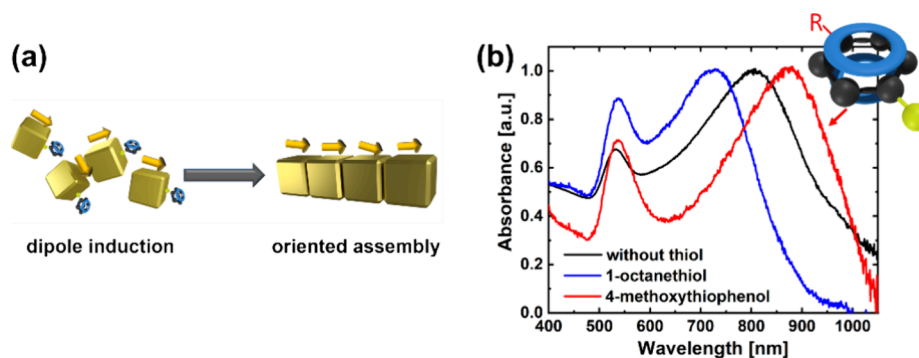 (a)
dipole induction
oriented assembly
(b)
R
Absorbance [a.u.]
1.0
0.8
0.6
0.4
0.2
0.0
without thiol
1-octanethiol
4-methoxythiophenol
400 500 600 700 800 900 1000
Wavelength [nm]